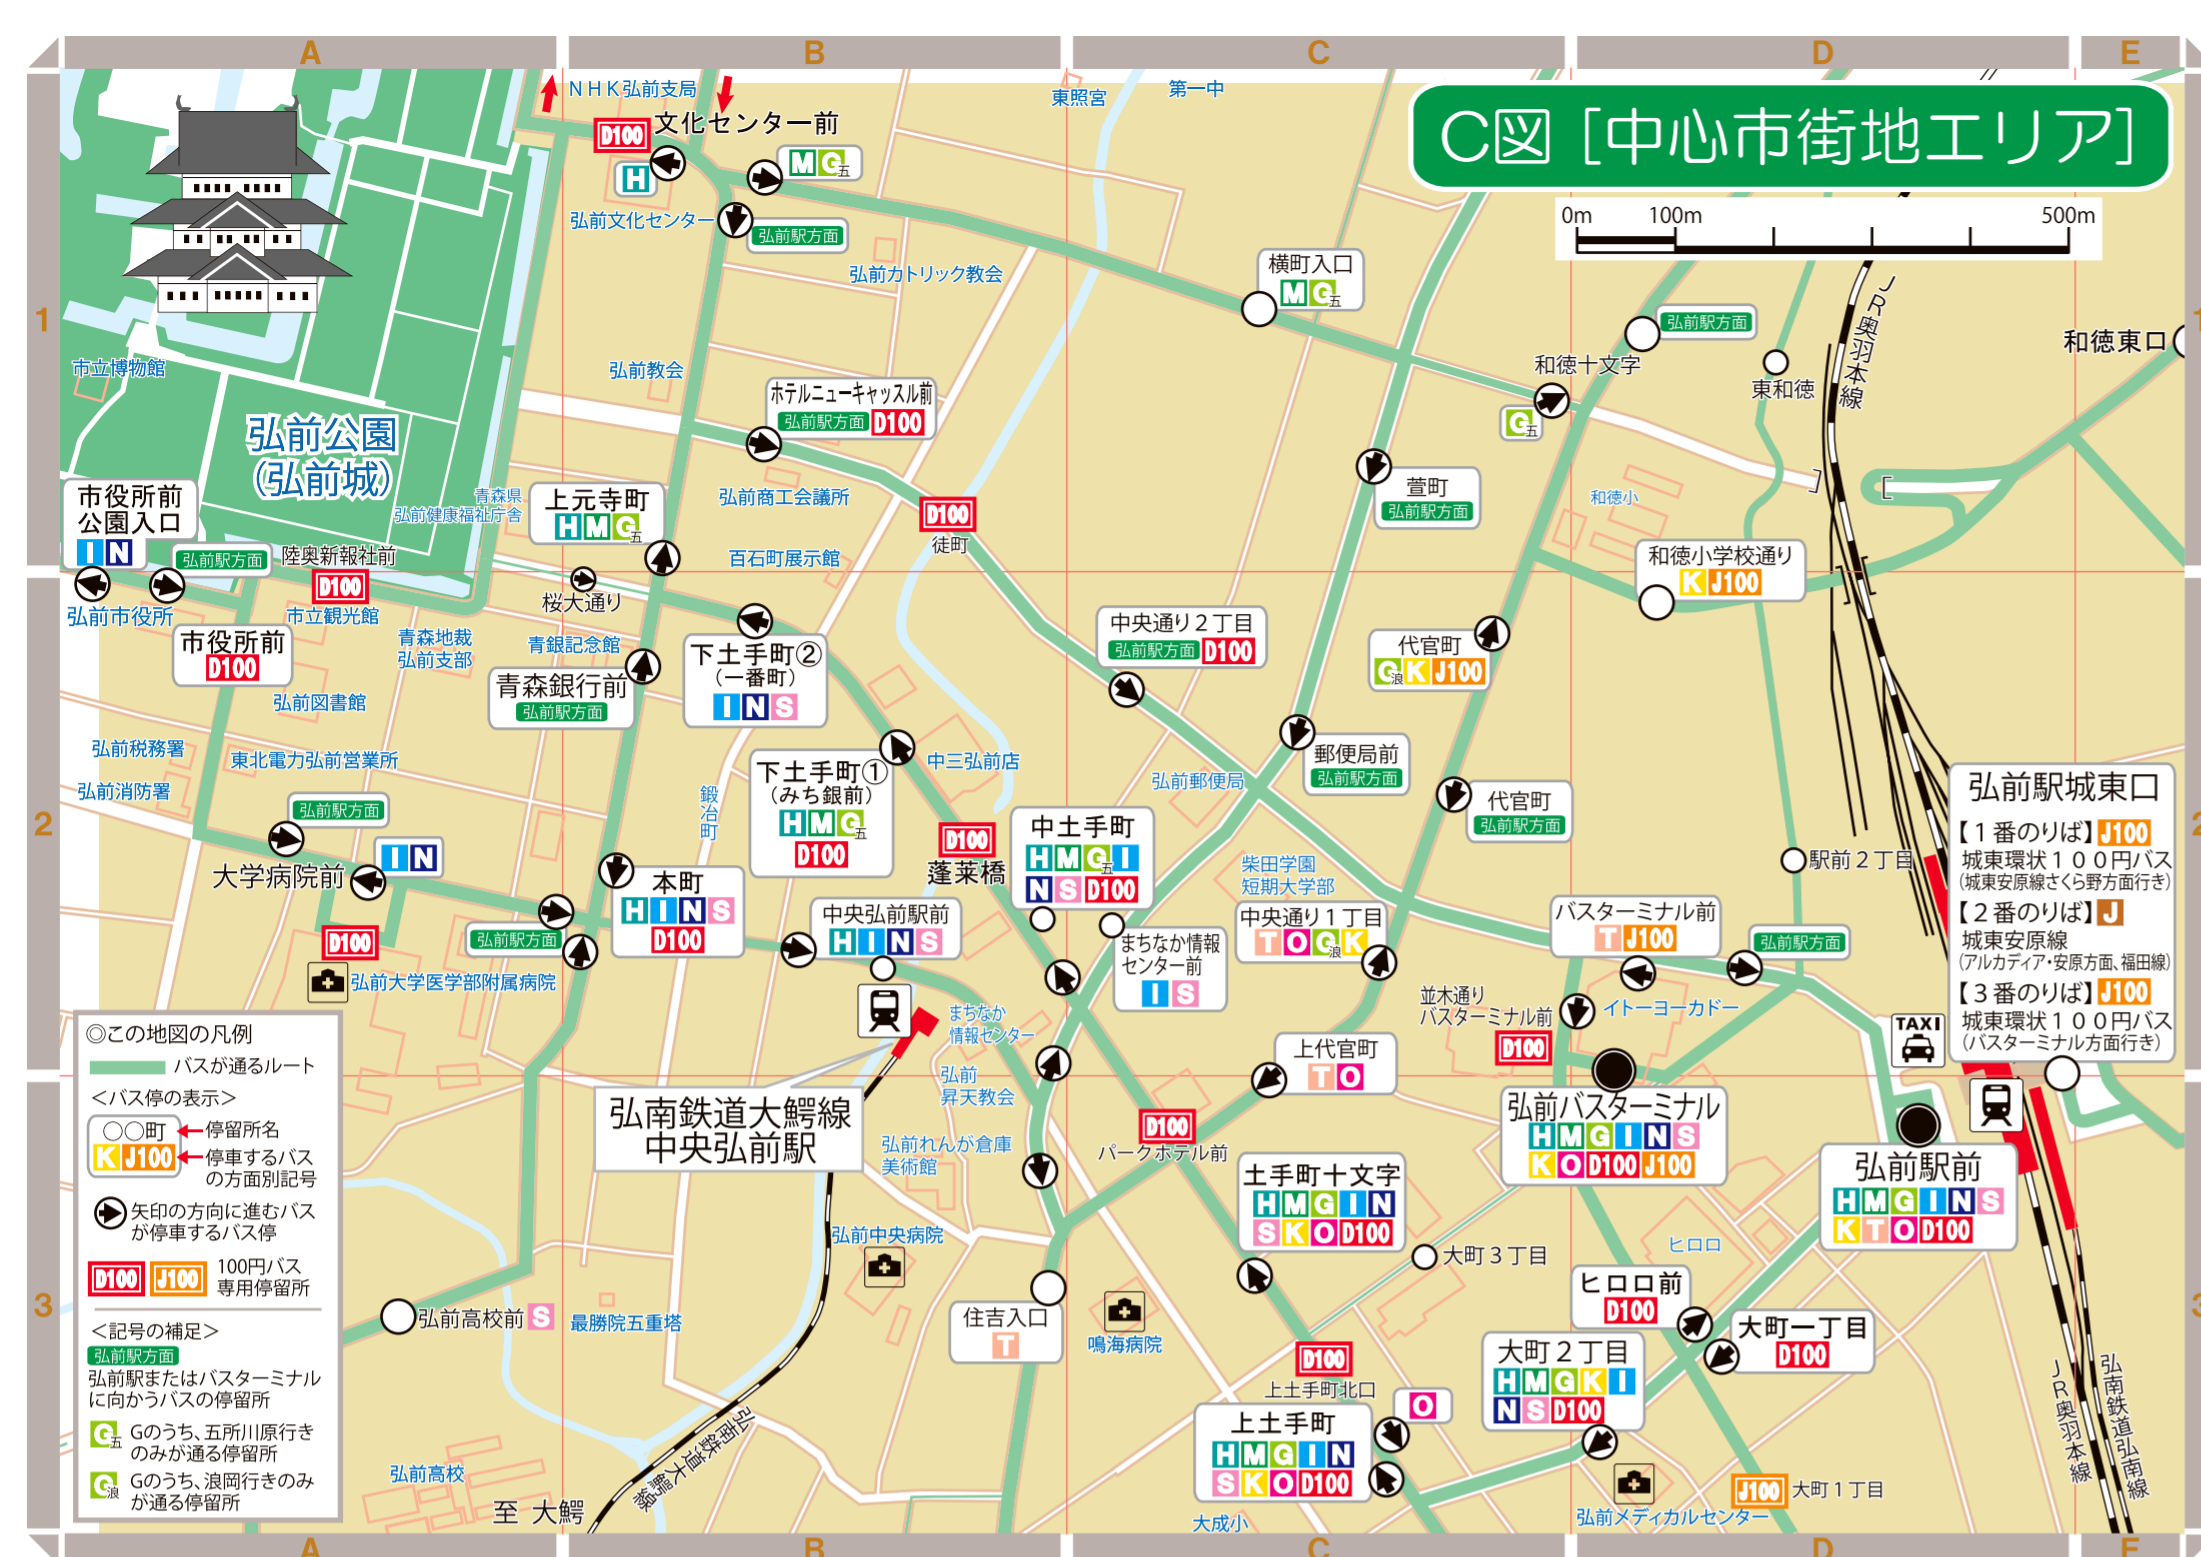 A
B
C
D
E
C図［中心市街地エリア］
0m 100m 500m
1
2
3
NHK弘前支局
D100
文化センター前
H
M G五
弘前文化センター
弘前駅方面
東照宮
第一中
弘前カトリック教会
横町入口
M G五
弘前駅方面
和徳十文字
G五
東和徳
JR奥羽本線
和徳東口
市立博物館
弘前公園
（弘前城）
弘前教会
ホテルニューキャッスル前
弘前駅方面 D100
弘前商工会議所
D100
徒町
萱町
弘前駅方面
和徳小
和徳小学校通り
K J100
市役所前
公園入口
I N
弘前駅方面
弘前市役所
陸奥新報社前
D100
市立観光館
青森県
弘前健康福祉庁舎
上元寺町
H M G五
百石町展示館
桜大通り
市役所前
D100
青森地裁
弘前支部
青銀記念館
青森銀行前
弘前駅方面
下土手町②
（一番町）
I N S
中央通り２丁目
弘前駅方面 D100
代官町
G浪 K J100
弘前図書館
弘前税務署
東北電力弘前営業所
弘前消防署
鍛冶町
下土手町①
（みち銀前）
H M G五
D100
中三弘前店
弘前郵便局
郵便局前
弘前駅方面
代官町
弘前駅方面
弘前駅方面
大学病院前
I N
D100
弘前大学医学部附属病院
弘前駅方面
本町
H I N S
D100
中央弘前駅前
H I N S
D100
蓬莱橋
中土手町
H M G五 I
N S D100
まちなか情報
センター前
I S
柴田学園
短期大学部
中央通り１丁目
T O G浪 K
バスターミナル前
T J100
弘前駅方面
駅前２丁目
弘前駅城東口
【１番のりば】J100
城東環状１００円バス
（城東安原線さくら野方面行き）
【２番のりば】J
城東安原線
（アルカディア・安原方面、福田線）
【３番のりば】J100
城東環状１００円バス
（バスターミナル方面行き）
TAXI
並木通り
バスターミナル前
D100
イトーヨーカドー
まちなか
情報センター
弘前
昇天教会
上代官町
T O
弘南鉄道大鰐線
中央弘前駅
弘前れんが倉庫
美術館
D100
パークホテル前
弘前バスターミナル
H M G I N S
K O D100 J100
弘前駅前
H M G I N S
K T O D100
土手町十文字
H M G I N
S K O D100
大町３丁目
ヒロロ
弘前中央病院
住吉入口
T
鳴海病院
ヒロロ前
D100
大町一丁目
D100
大町２丁目
H M G K I
N S D100
D100
上土手町北口
O
上土手町
H M G I N
S K O D100
大成小
弘前メディカルセンター
J100
大町１丁目
JR奥羽本線
弘南鉄道弘南線
弘前高校前 S
最勝院五重塔
弘前高校
至 大鰐
弘南鉄道大鰐線
◎この地図の凡例
バスが通るルート
＜バス停の表示＞
○○町
停留所名
K J100
停車するバス
の方面別記号
矢印の方向に進むバス
が停車するバス停
D100 J100
100円バス
専用停留所
＜記号の補足＞
弘前駅方面
弘前駅またはバスターミナル
に向かうバスの停留所
G五
Gのうち、五所川原行き
のみが通る停留所
G浪
Gのうち、浪岡行きのみ
が通る停留所
A
B
C
D
E